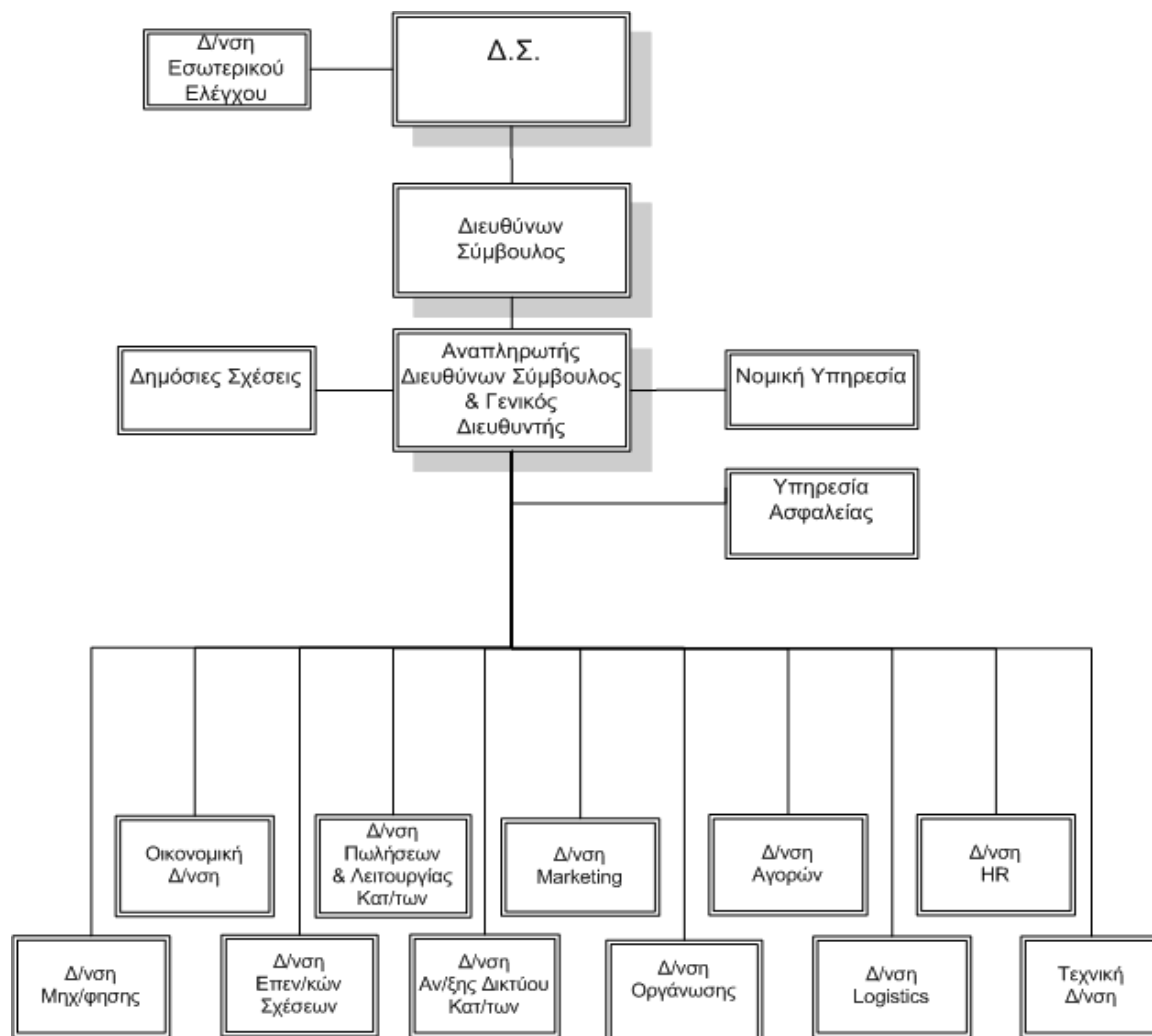 Δ/νση
Εσωτερικού
Ελέγχου
Δ.Σ.
Διευθύνων
Σύμβουλος
Δημόσιες Σχέσεις
Αναπληρωτής
Διευθύνων Σύμβουλος
& Γενικός
Διευθυντής
Νομική Υπηρεσία
Υπηρεσία
Ασφαλείας
Οικονομική
Δ/νση
Δ/νση
Πωλήσεων
& Λειτουργίας
Κατ/των
Δ/νση
Marketing
Δ/νση
Αγορών
Δ/νση
HR
Δ/νση
Μηχ/φησης
Δ/νση
Επεν/κών
Σχέσεων
Δ/νση
Αν/ξης Δικτύου
Κατ/των
Δ/νση
Οργάνωσης
Δ/νση
Logistics
Τεχνική
Δ/νση